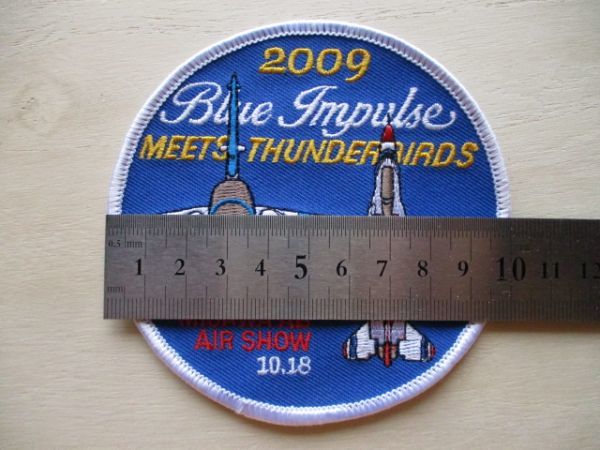 2009
Blue Impulse
MEETS THUNDERBIRDS
0.5 mm
mm
1 2 3 4 5 6 7 8 9 10 11 12
AIR SHOW
10.18